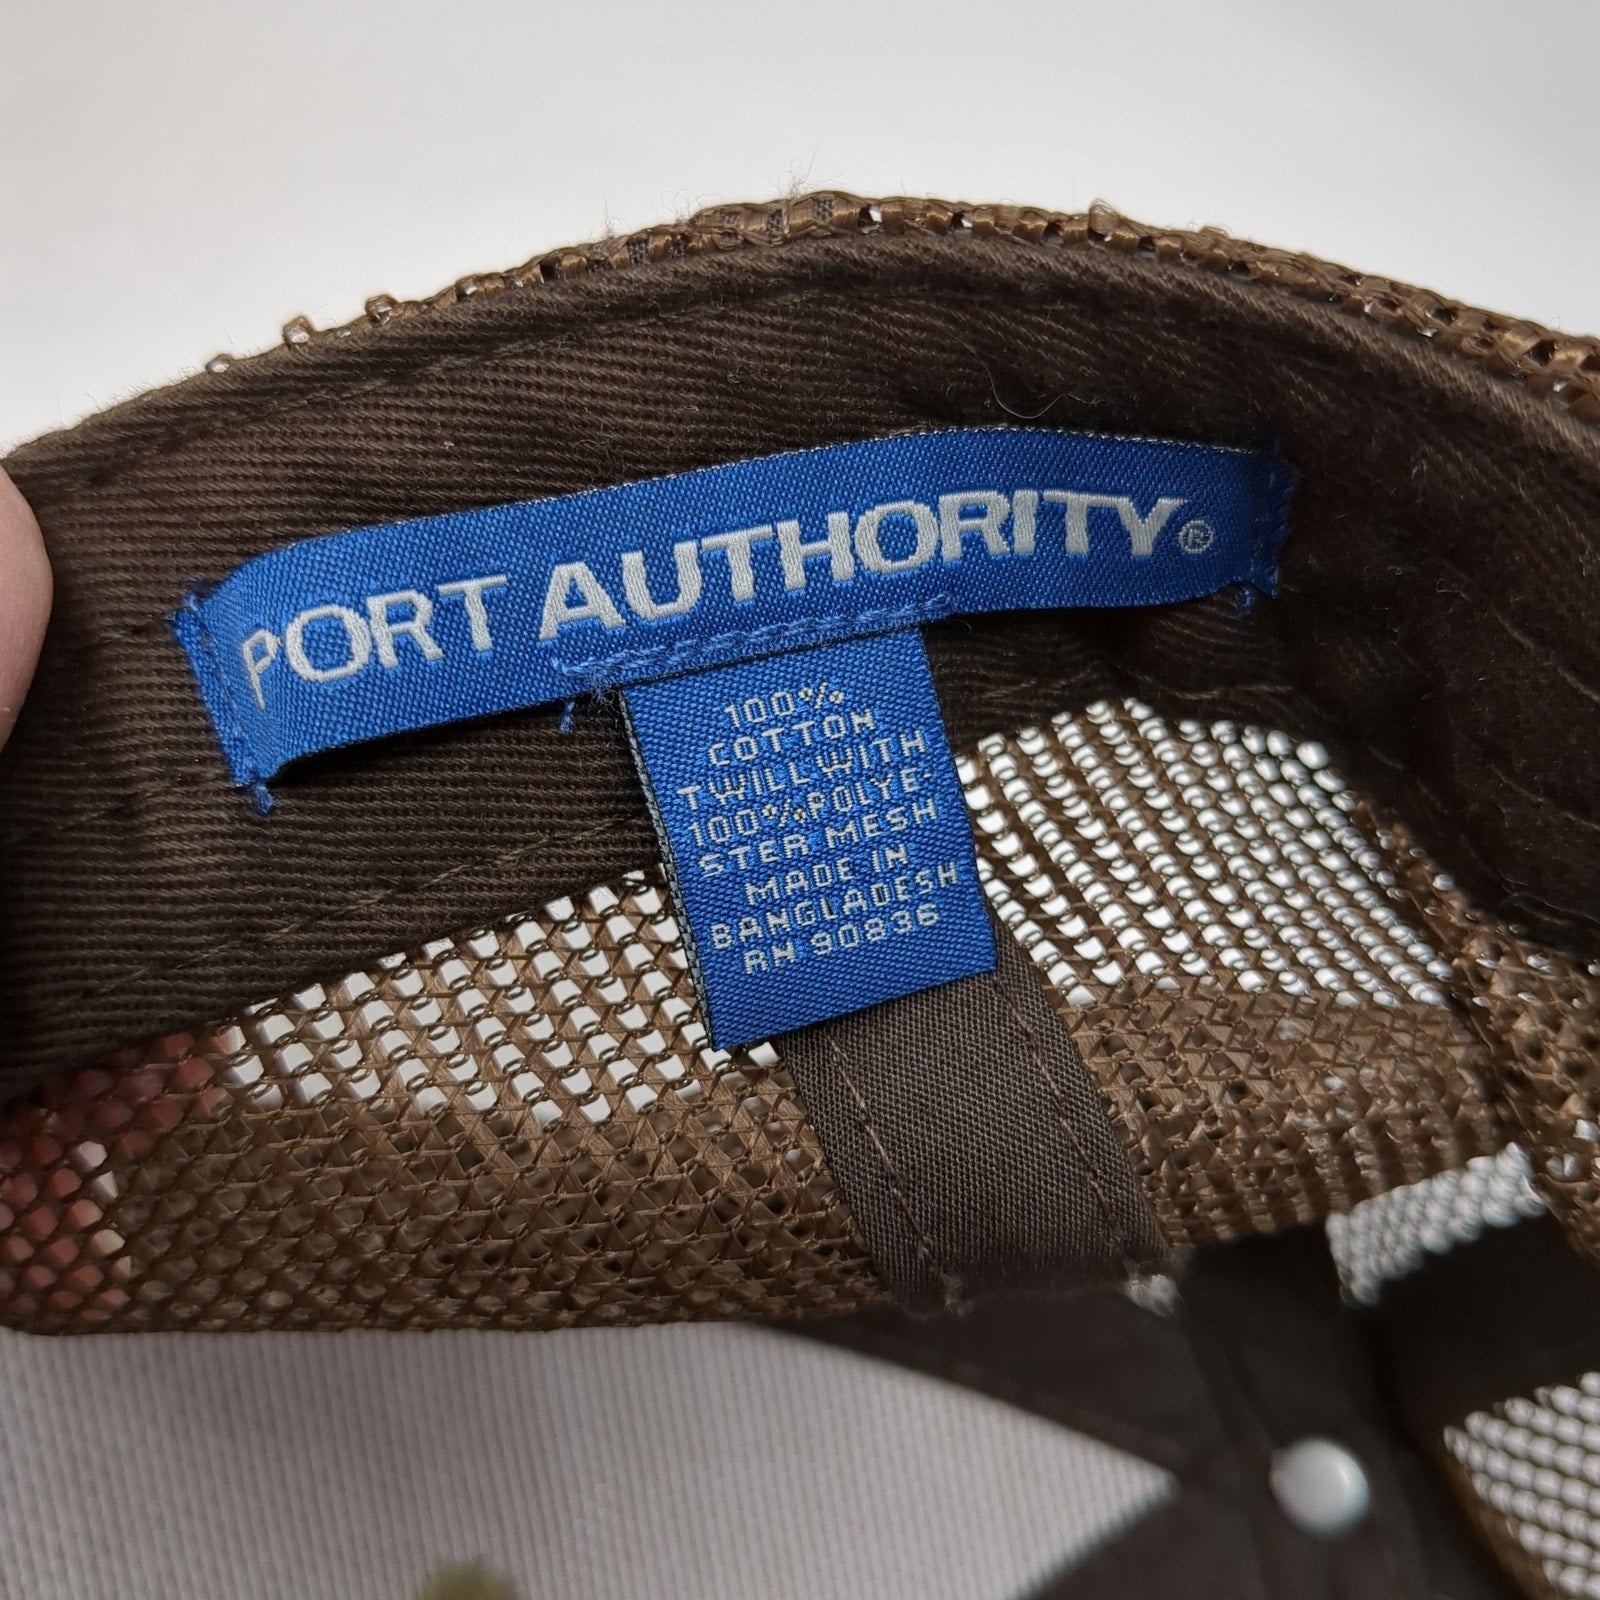 PORT AUTHORITY®
100%
COTTON
TWILL WITH
100% POLYE-
STER MESH
MADE IN
BANGLADESH
RN 90836